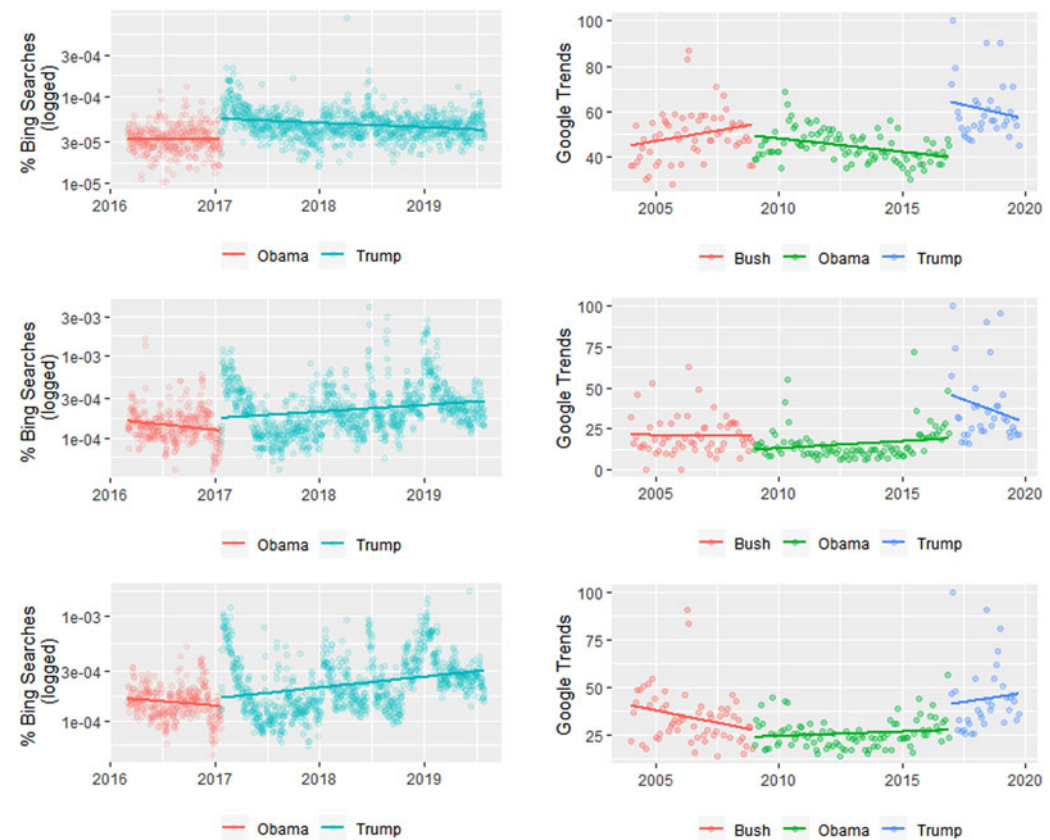 % Bing Searches
(logged)
3e-04
1e-04
3e-05
1e-05
2016 2017 2018 2019
Obama Trump
Google Trends
100
80
60
40
2005 2010 2015 2020
Bush Obama Trump
% Bing Searches
(logged)
3e-03
1e-03
3e-04
1e-04
2016 2017 2018 2019
Obama Trump
Google Trends
100
75
50
25
0
2005 2010 2015 2020
Bush Obama Trump
% Bing Searches
(logged)
1e-03
3e-04
1e-04
2016 2017 2018 2019
Obama Trump
Google Trends
100
75
50
25
2005 2010 2015 2020
Bush Obama Trump